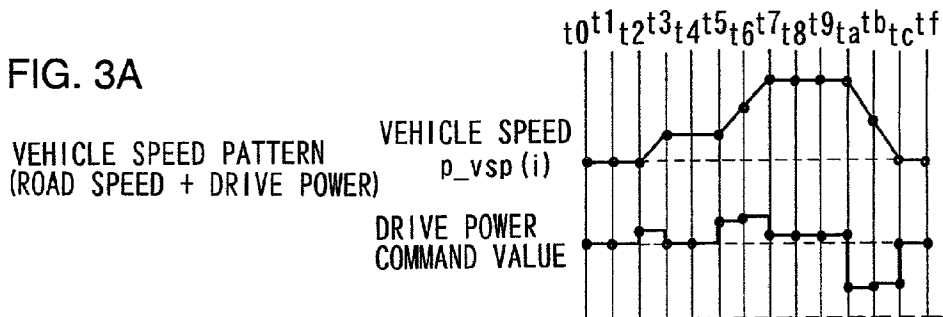 t0 t1 t2 t3 t4 t5 t6 t7 t8 t9 ta tb tc tf
FIG. 3A
VEHICLE SPEED
p_vsp(i)
VEHICLE SPEED PATTERN
(ROAD SPEED + DRIVE POWER)
DRIVE POWER
COMMAND VALUE